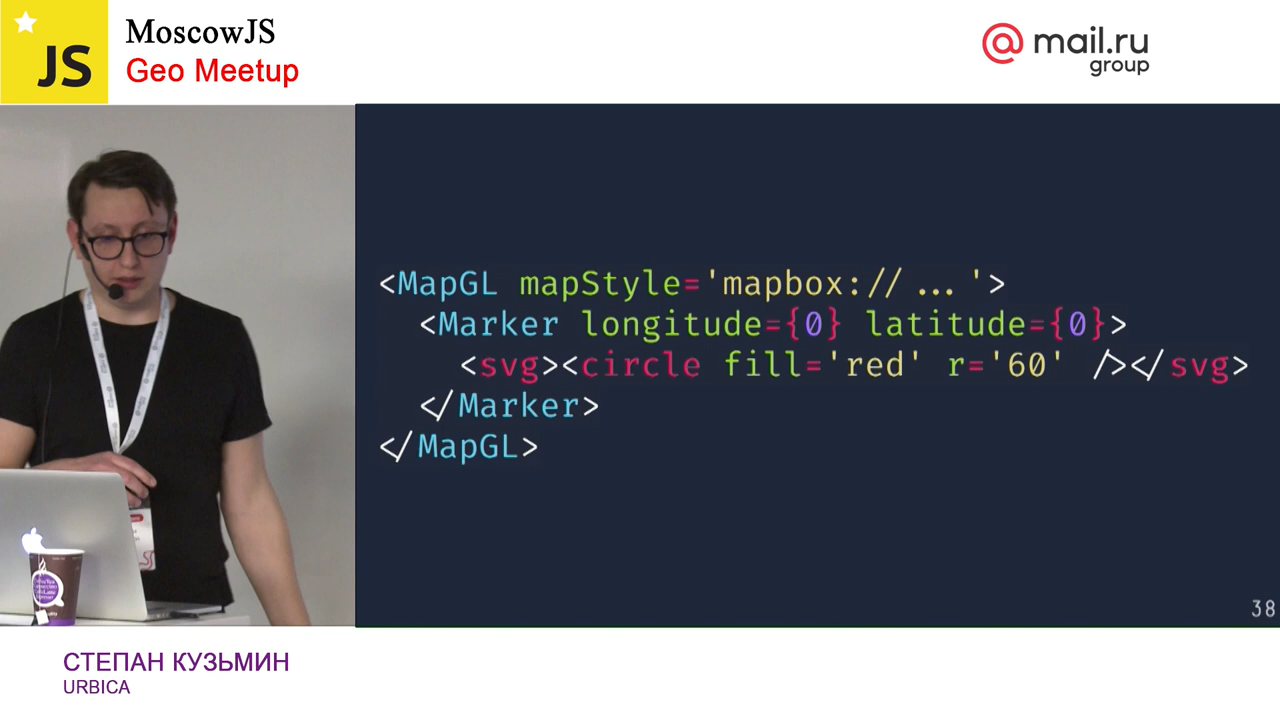 JS
MoscowJS
Geo Meetup
@mail.ru
group
<MapGL mapStyle='mapbox://...'>
<Marker longitude={0} latitude={0}>
<svg><circle fill='red' r='60' /></svg>
</Marker>
</MapGL>
38
СТЕПАН КУЗЬМИН
URBICA